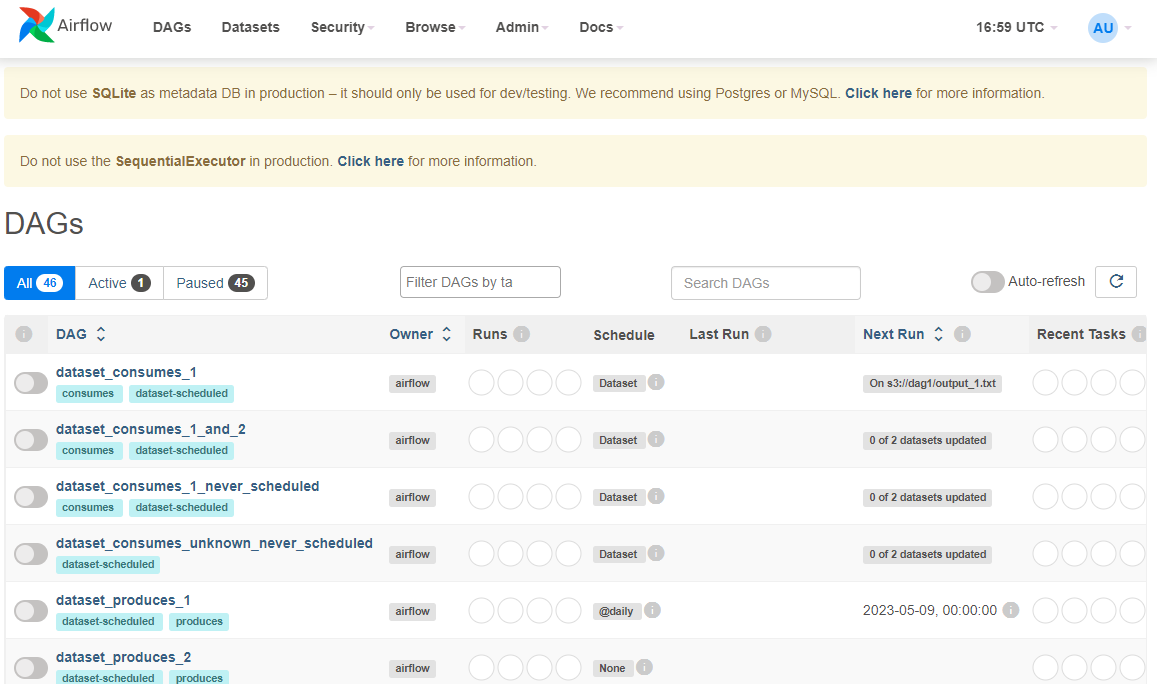 Airflow DAGs Datasets Security Browse Admin Docs 16:59 UTC AU
Do not use SQLite as metadata DB in production – it should only be used for dev/testing. We recommend using Postgres or MySQL. Click here for more information.
Do not use the SequentialExecutor in production. Click here for more information.
DAGs
All 46 Active 1 Paused 45 Filter DAGs by ta Search DAGs Auto-refresh
i DAG Owner Runs i Schedule Last Run i Next Run i Recent Tasks i
dataset_consumes_1
consumes dataset-scheduled airflow Dataset i On s3://dag1/output_1.txt
dataset_consumes_1_and_2
consumes dataset-scheduled airflow Dataset i 0 of 2 datasets updated
dataset_consumes_1_never_scheduled
consumes dataset-scheduled airflow Dataset i 0 of 2 datasets updated
dataset_consumes_unknown_never_scheduled
dataset-scheduled airflow Dataset i 0 of 2 datasets updated
dataset_produces_1
dataset-scheduled produces airflow @daily i 2023-05-09, 00:00:00 i
dataset_produces_2
dataset-scheduled produces airflow None i